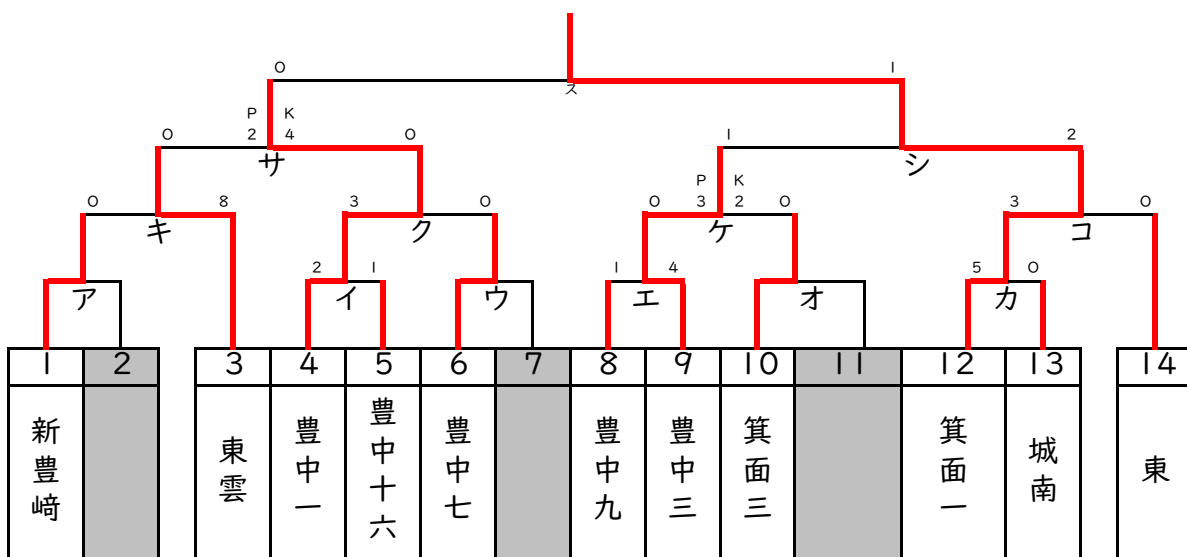 0 1
ス
P K
0 2 4 0 1 2
サ シ
P K
0 8 3 0 0 3 2 0 3 0
キ ク ケ コ
2 1 1 4 5 0
ア イ ウ エ オ カ
1 2 3 4 5 6 7 8 9 10 11 12 13 14
新豊崎
東雲
豊中一
豊中十六
豊中七
豊中九
豊中三
箕面三
箕面一
城南
東